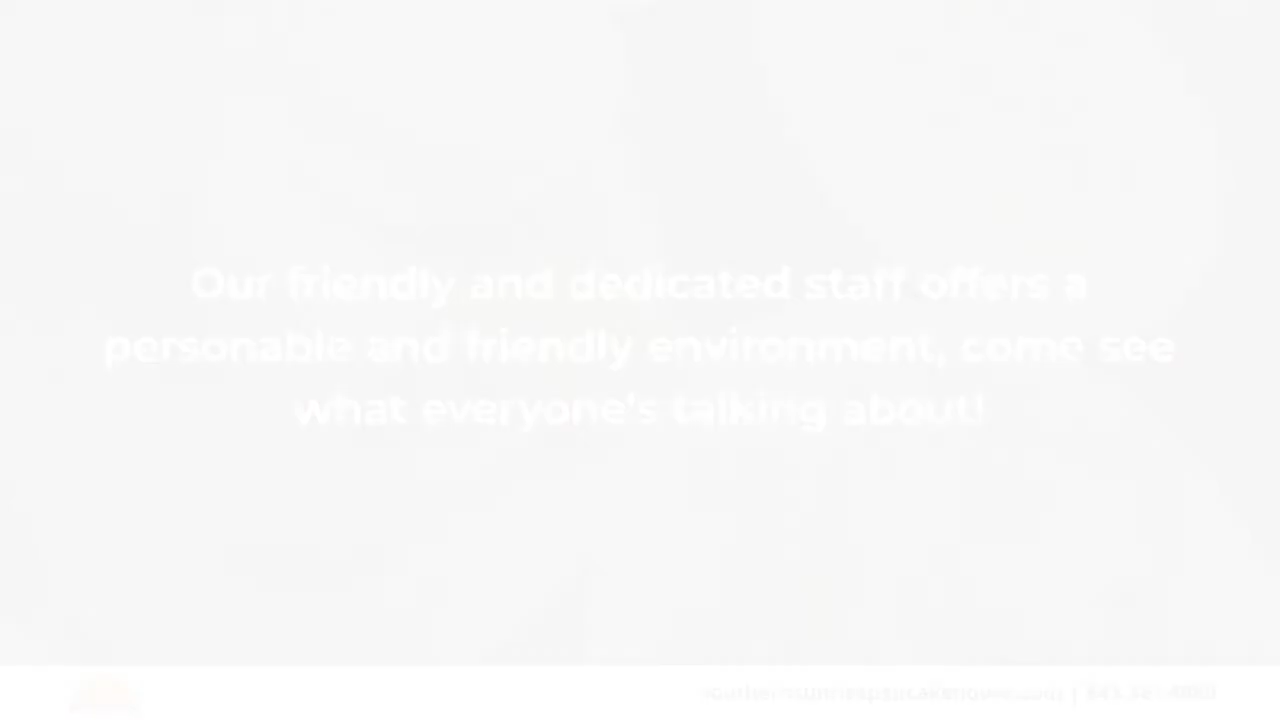 Our friendly and dedicated staff offers a
personable and friendly environment, come see
what everyone's talking about!